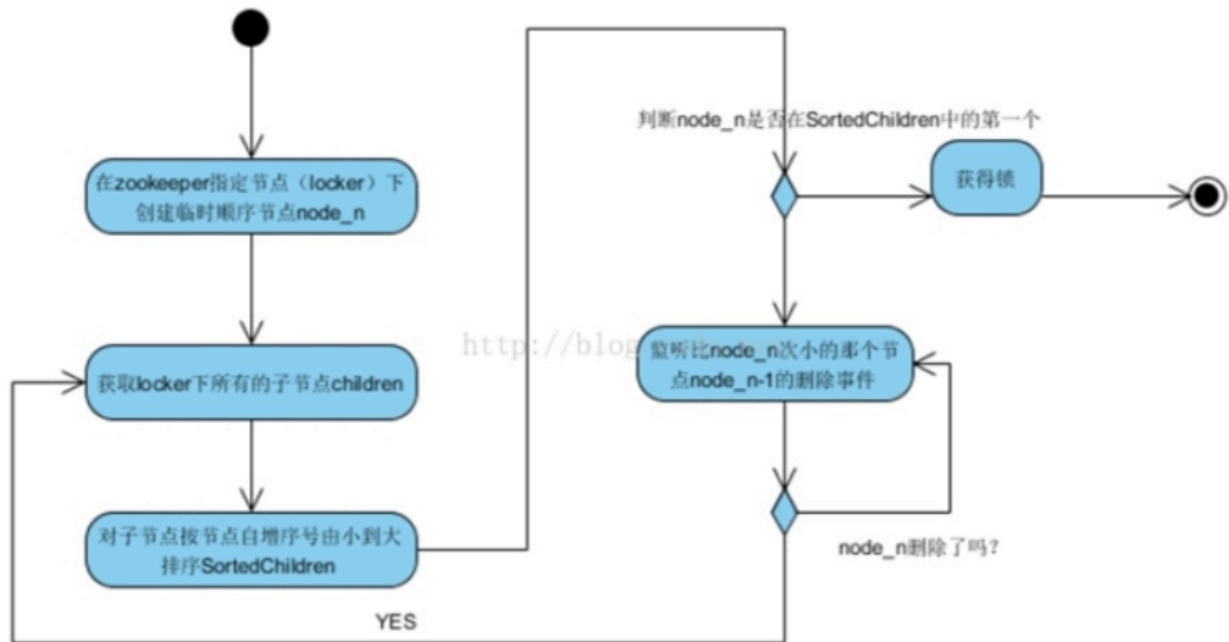 在zookeeper指定节点（locker）下
创建临时顺序节点node_n
获取locker下所有的子节点children
对子节点按节点自增序号由小到大
排序SortedChildren
YES
判断node_n是否在SortedChildren中的第一个
获得锁
http://blog
监听比node_n次小的那个节
点node_n-1的删除事件
node_n删除了吗?